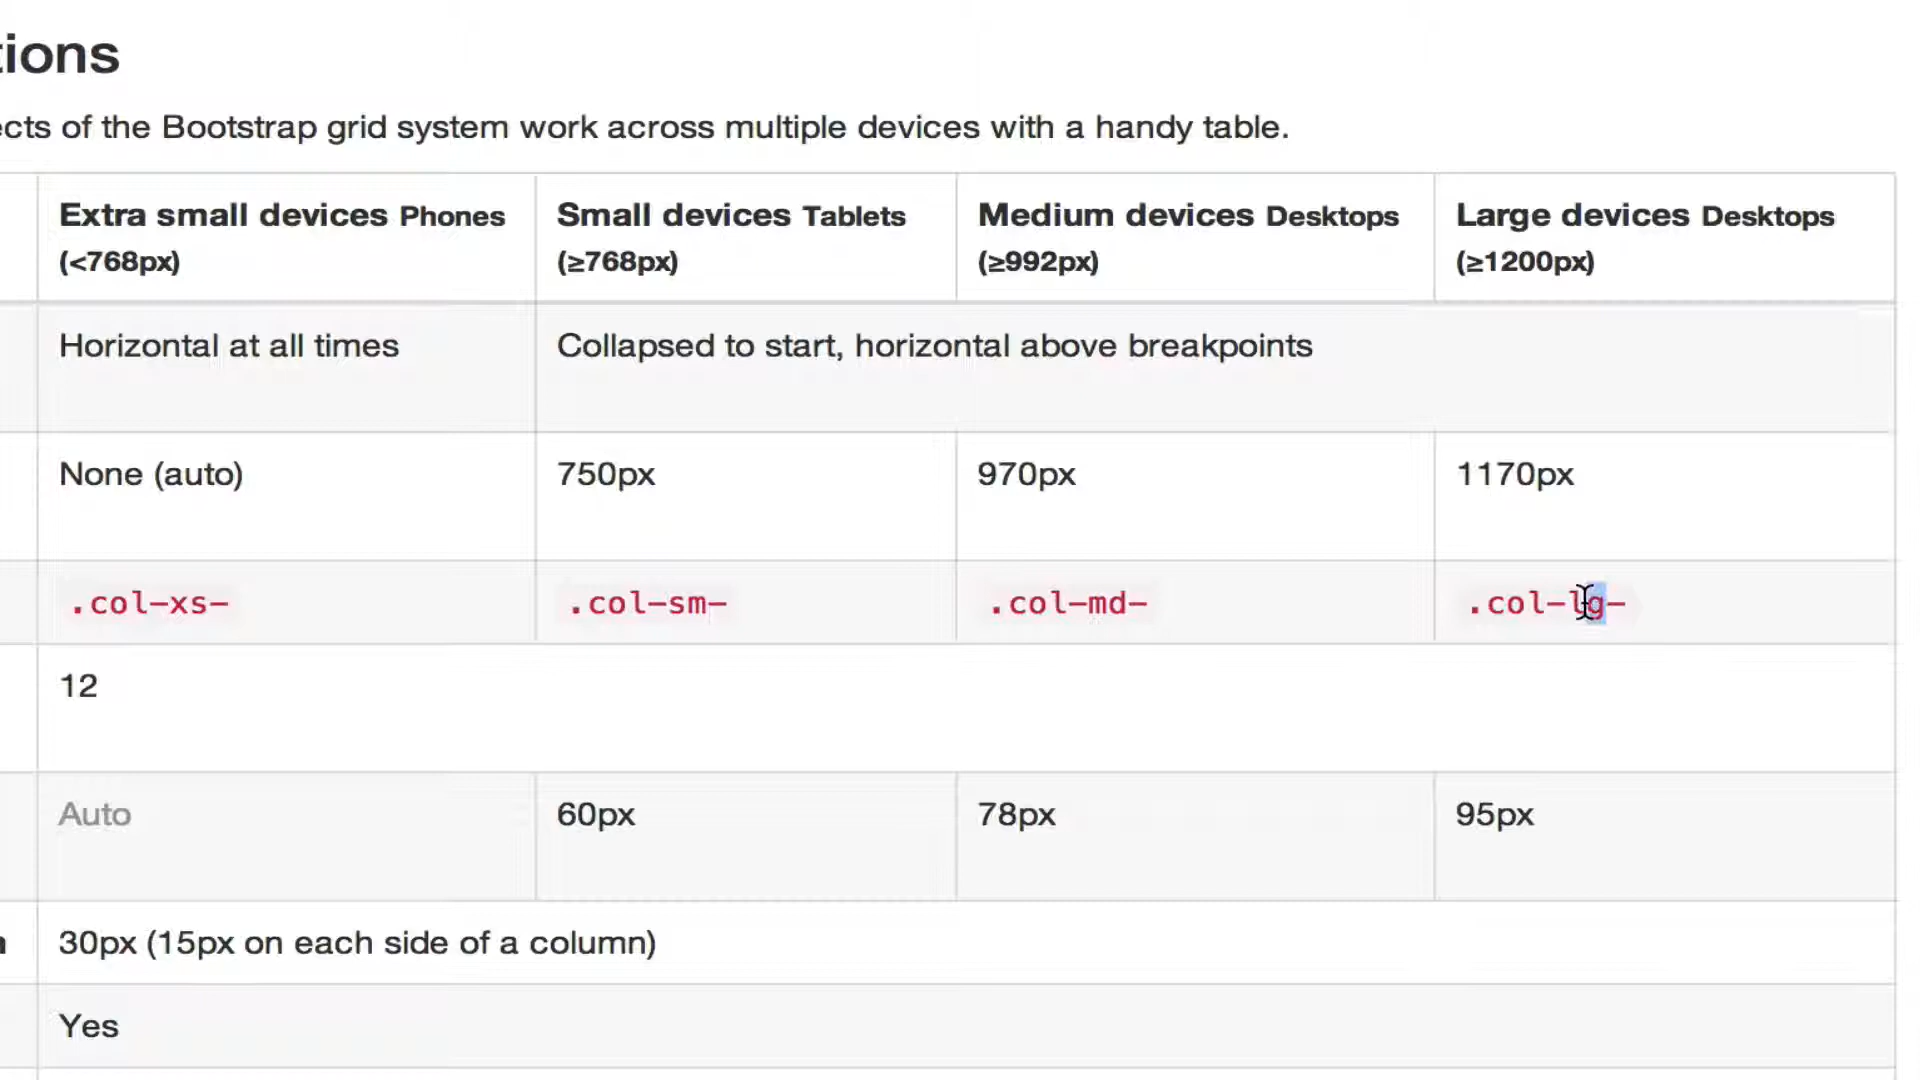 tions
ects of the Bootstrap grid system work across multiple devices with a handy table.
Extra small devices Phones (<768px)
Small devices Tablets (≥768px)
Medium devices Desktops (≥992px)
Large devices Desktops (≥1200px)
Horizontal at all times
Collapsed to start, horizontal above breakpoints
None (auto)
750px
970px
1170px
.col-xs-
.col-sm-
.col-md-
.col-lg-
12
Auto
60px
78px
95px
30px (15px on each side of a column)
Yes